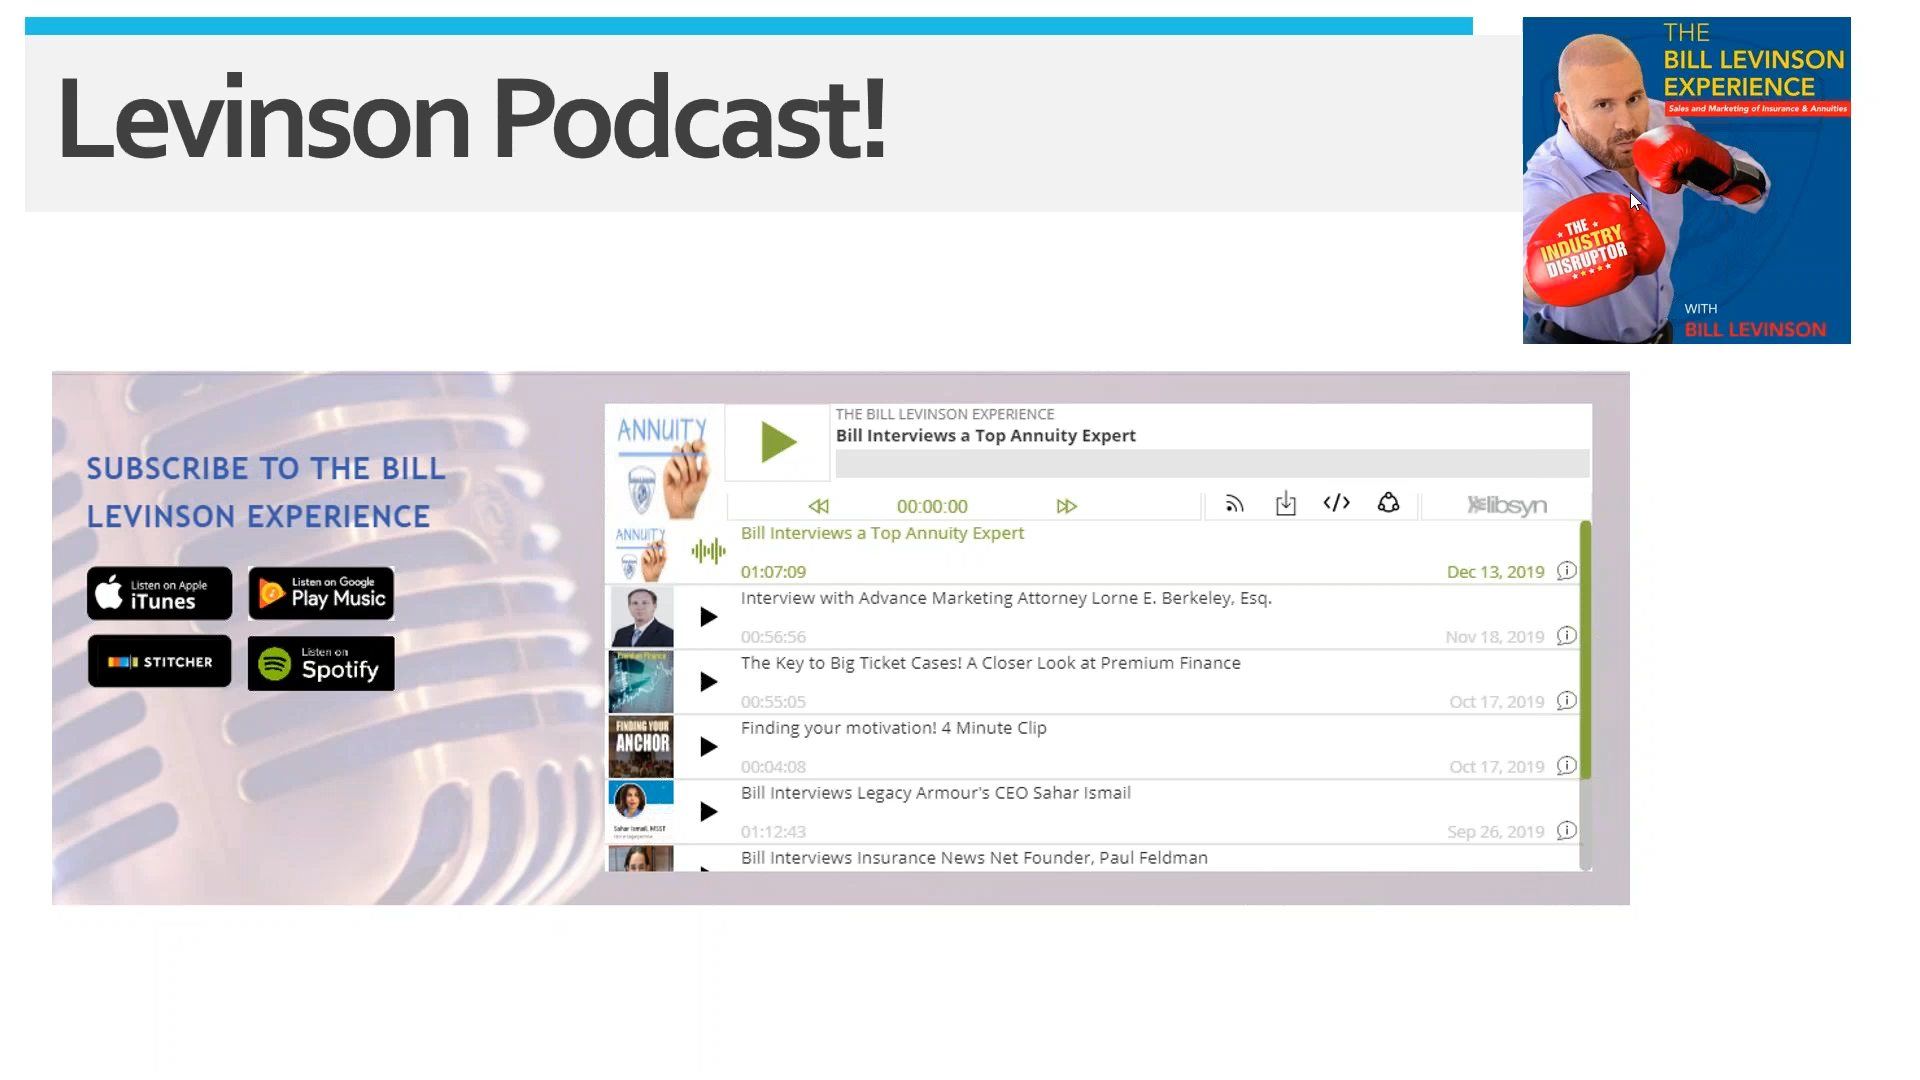 Levinson Podcast!
THE
BILL LEVINSON
EXPERIENCE
Sales and Marketing of Insurance & Annuities
THE
INDUSTRY
DISRUPTOR
WITH
BILL LEVINSON
SUBSCRIBE TO THE BILL
LEVINSON EXPERIENCE
Listen on Apple
iTunes
Listen on Google
Play Music
STITCHER
Listen on
Spotify
ANNUITY
THE BILL LEVINSON EXPERIENCE
Bill Interviews a Top Annuity Expert
00:00:00
</>
libsyn
ANNUITY
Bill Interviews a Top Annuity Expert
01:07:09
Dec 13, 2019
Interview with Advance Marketing Attorney Lorne E. Berkeley, Esq.
00:56:56
Nov 18, 2019
Premium Finance
The Key to Big Ticket Cases! A Closer Look at Premium Finance
00:55:05
Oct 17, 2019
FINDING YOUR
ANCHOR
Finding your motivation! 4 Minute Clip
00:04:08
Oct 17, 2019
Sahar Ismail, MSST
Bill Interviews Legacy Armour's CEO Sahar Ismail
01:12:43
Sep 26, 2019
Bill Interviews Insurance News Net Founder, Paul Feldman